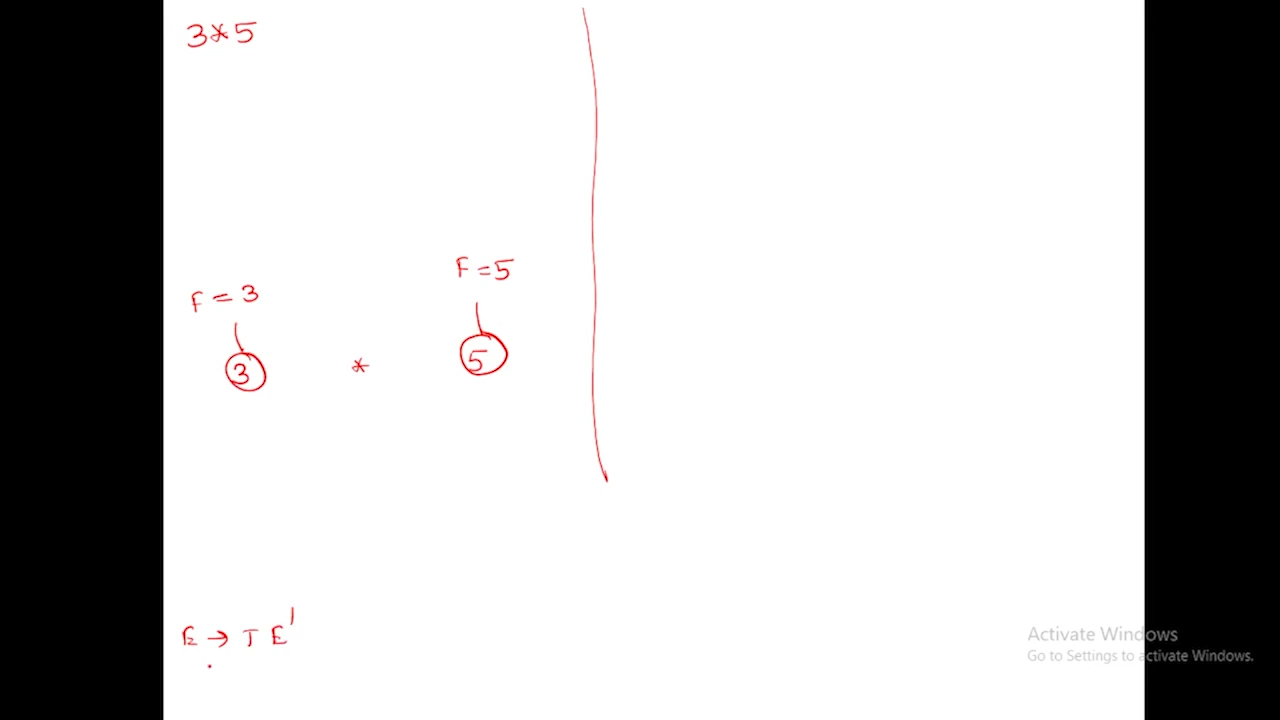 3*5
F = 5
F = 3
3 * 5
E → T E'
Activate Windows
Go to Settings to activate Windows.